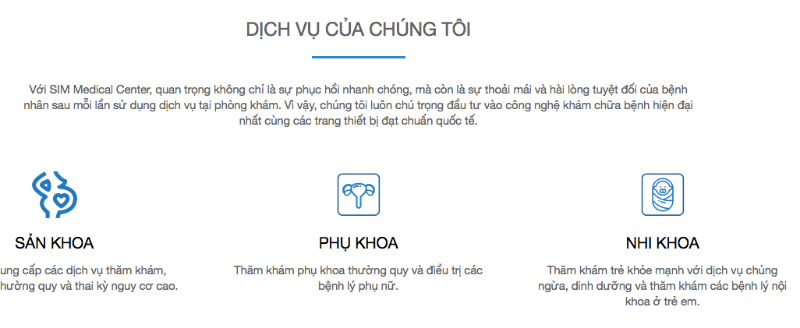 DỊCH VỤ CỦA CHÚNG TÔI
Với SIM Medical Center, quan trọng không chỉ là sự phục hồi nhanh chóng, mà còn là sự thoải mái và hài lòng tuyệt đối của bệnh
nhân sau mỗi lần sử dụng dịch vụ tại phòng khám. Vì vậy, chúng tôi luôn chú trọng đầu tư vào công nghệ khám chữa bệnh hiện đại
nhất cùng các trang thiết bị đạt chuẩn quốc tế.
SẢN KHOA
ung cấp các dịch vụ thăm khám,
hường quy và thai kỳ nguy cơ cao.
PHỤ KHOA
Thăm khám phụ khoa thường quy và điều trị các
bệnh lý phụ nữ.
NHI KHOA
Thăm khám trẻ khỏe mạnh với dịch vụ chủng
ngừa, dinh dưỡng và thăm khám các bệnh lý nội
khoa ở trẻ em.